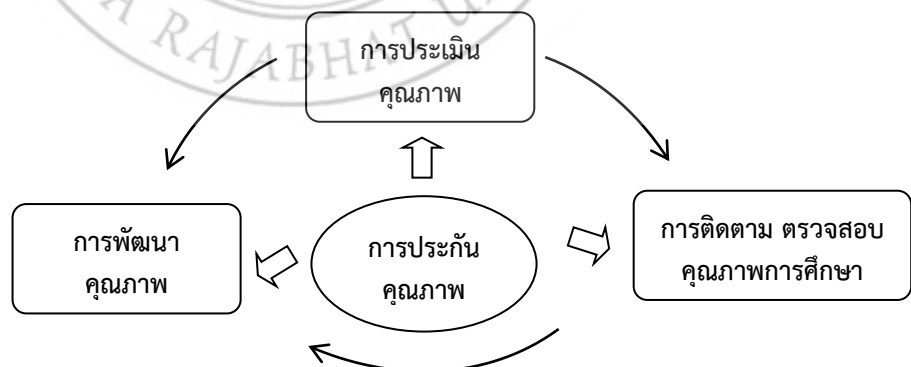 A RAJABHAT U
การประเมิน
คุณภาพ
การพัฒนา
คุณภาพ
การประกัน
คุณภาพ
การติดตาม ตรวจสอบ
คุณภาพการศึกษา